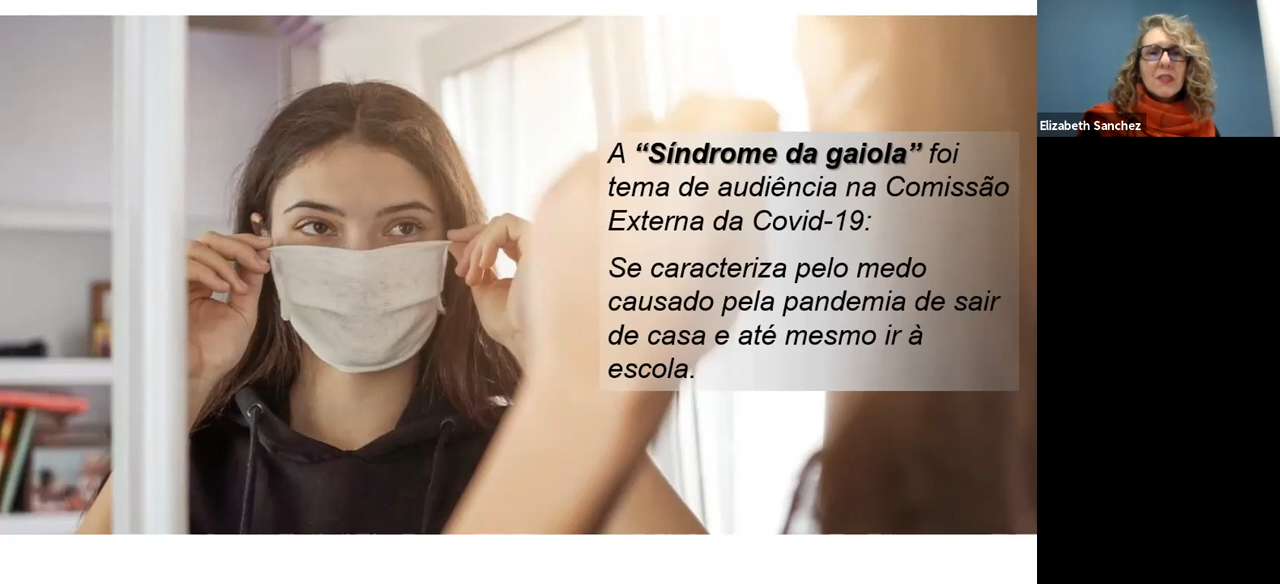 A “Síndrome da gaiola” foi
tema de audiência na Comissão
Externa da Covid-19:
Se caracteriza pelo medo
causado pela pandemia de sair
de casa e até mesmo ir à
escola.
Elizabeth Sanchez